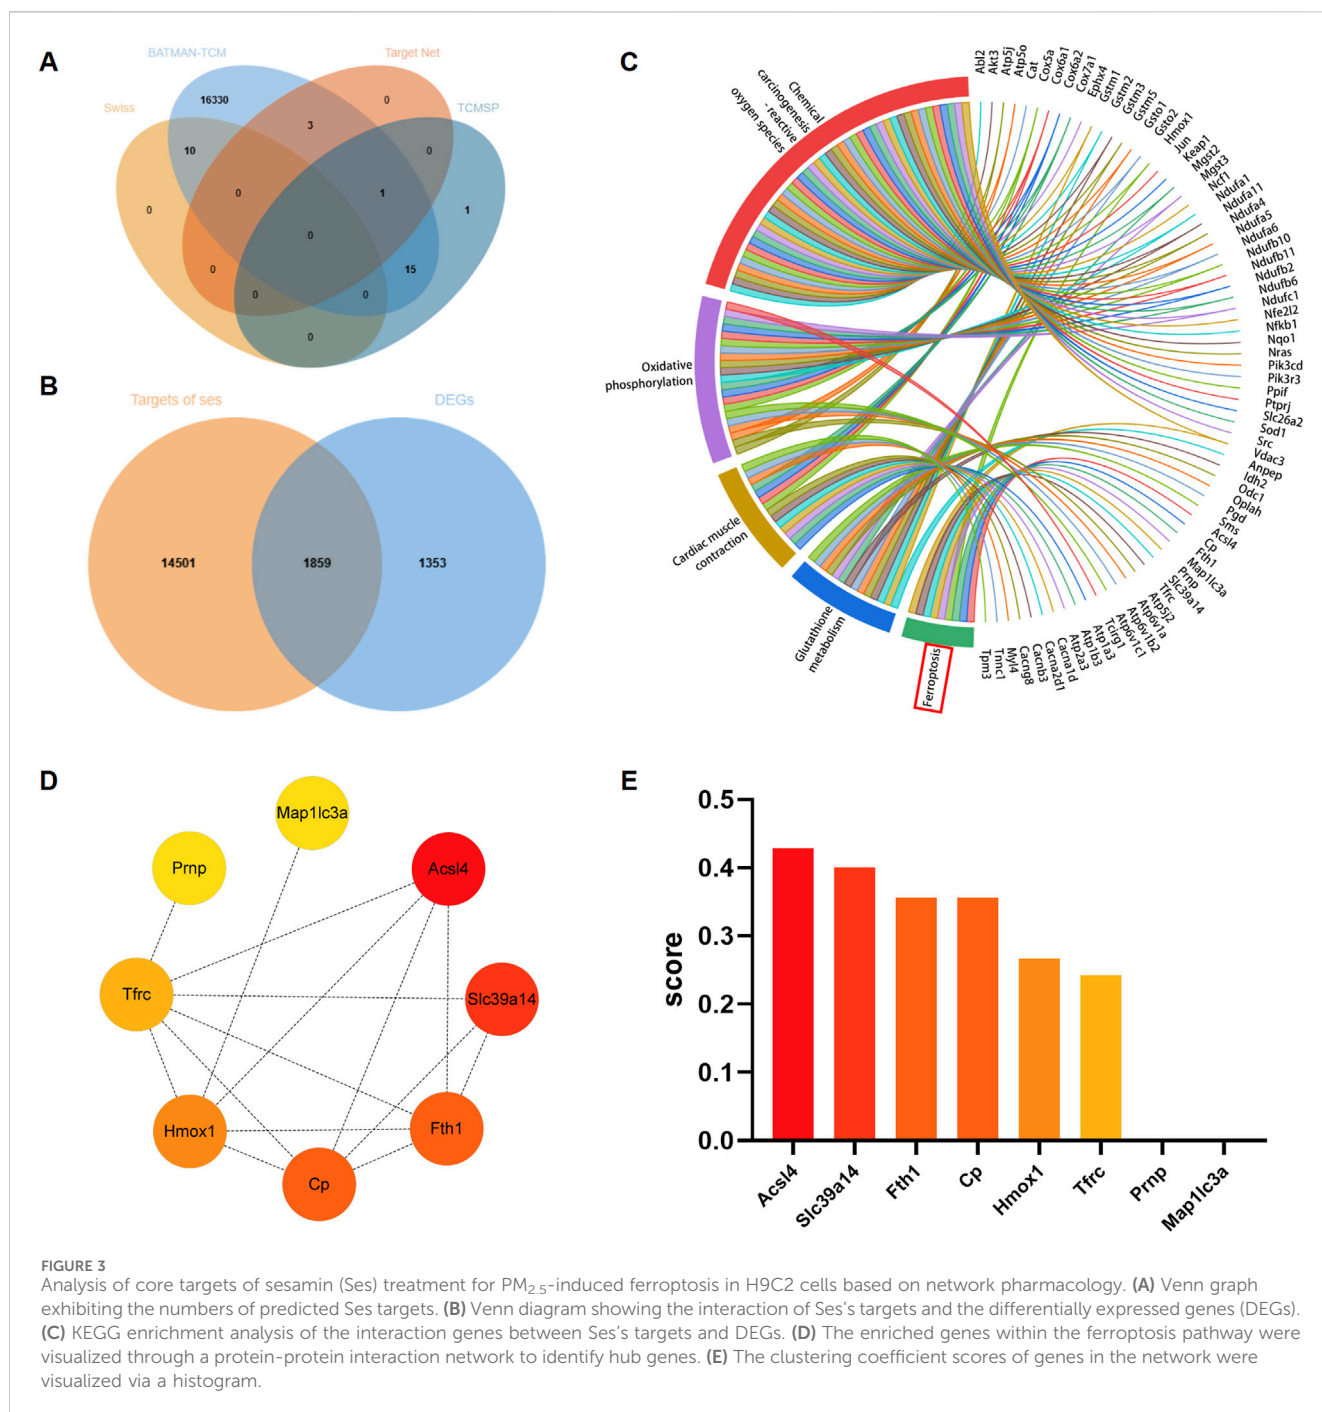 A
BATMAN-TCM
Target Net
Swiss
TCMSP
16330
0
3
10
0
0
1
0
1
0
0
15
0
0
0
B
Targets of ses
DEGs
14501
1859
1353
C
Chemical
carcinogenesis
- reactive
oxygen species
Oxidative
phosphorylation
Cardiac muscle
contraction
Glutathione
metabolism
Ferroptosis
Abl2
Akt3
Atp5j
Atp5o
Cat
Cox5a
Cox6a1
Cox6a2
Cox7a1
Ephx4
Gstm1
Gstm2
Gstm3
Gstm5
Gsto1
Gsto2
Hmox1
Jun
Keap1
Mgst2
Mgst3
Ncf1
Ndufa1
Ndufa11
Ndufa4
Ndufa5
Ndufa6
Ndufb10
Ndufb11
Ndufb2
Ndufb6
Ndufc1
Nfe2l2
Nfkb1
Nqo1
Nras
Pik3cd
Pik3r3
Ppif
Ptprj
Slc26a2
Sod1
Src
Vdac3
Anpep
Idh2
Odc1
Oplah
Pgd
Sms
Acsl4
Cp
Fth1
Map1lc3a
Prnp
Slc39a14
Tfrc
Atp5j2
Atp6v1a
Atp6v1b2
Atp6v1c1
Tcirg1
Atp1a3
Atp1b3
Atp2a3
Cacna1d
Cacna2d1
Cacnb3
Cacng8
Myl4
Tnnc1
Tpm3
D
Map1lc3a
Prnp
Acsl4
Tfrc
Slc39a14
Hmox1
Fth1
Cp
E
score
0.5
0.4
0.3
0.2
0.1
0.0
Acsl4
Slc39a14
Fth1
Cp
Hmox1
Tfrc
Prnp
Map1lc3a
FIGURE 3
Analysis of core targets of sesamin (Ses) treatment for PM2.5-induced ferroptosis in H9C2 cells based on network pharmacology. (A) Venn graph
exhibiting the numbers of predicted Ses targets. (B) Venn diagram showing the interaction of Ses's targets and the differentially expressed genes (DEGs).
(C) KEGG enrichment analysis of the interaction genes between Ses's targets and DEGs. (D) The enriched genes within the ferroptosis pathway were
visualized through a protein-protein interaction network to identify hub genes. (E) The clustering coefficient scores of genes in the network were
visualized via a histogram.